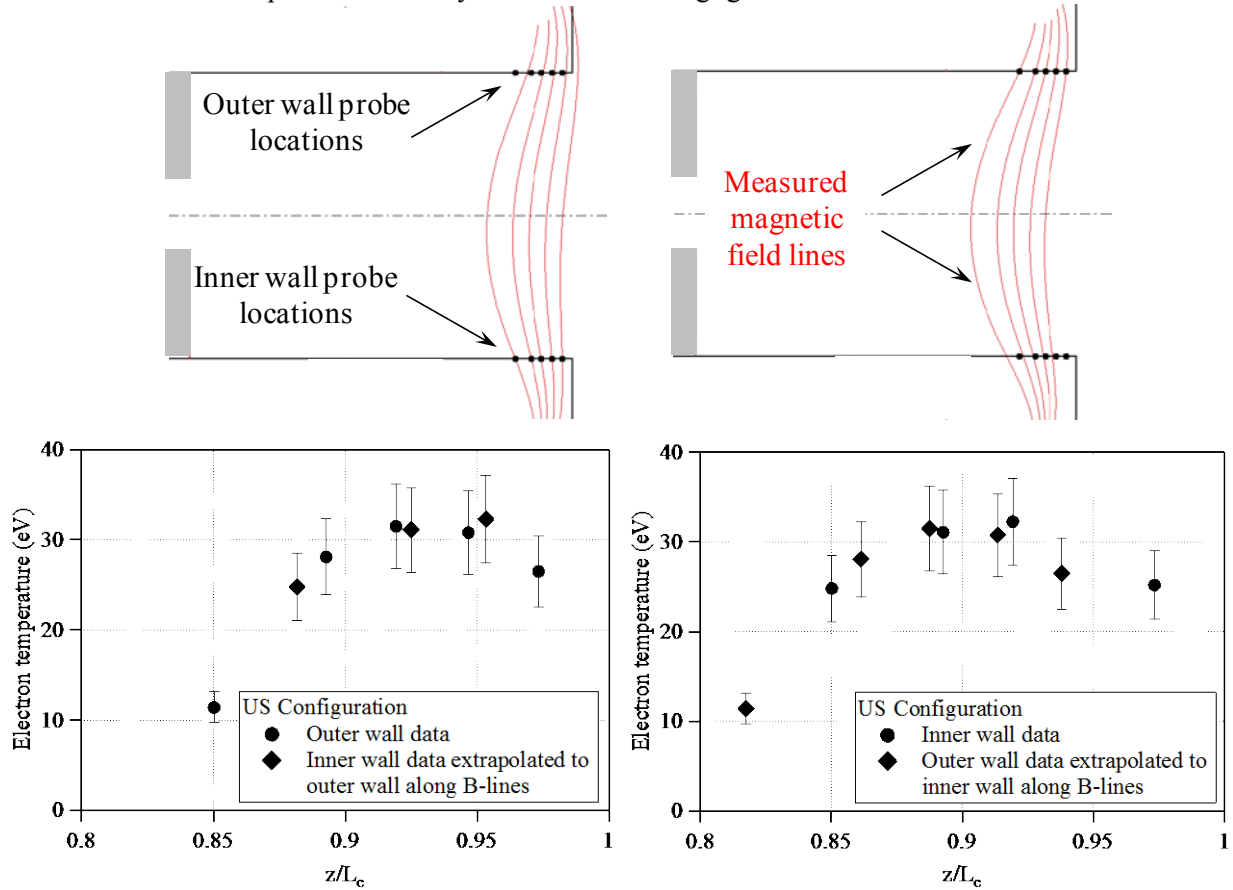 Outer wall probe
locations
Inner wall probe
locations
Measured
magnetic
field lines
40
30
20
10
0
Electron temperature (eV)
US Configuration
Outer wall data
Inner wall data extrapolated to
outer wall along B-lines
0.8
0.85
0.9
0.95
1
z/Lc
40
30
20
10
0
Electron temperature (eV)
US Configuration
Inner wall data
Outer wall data extrapolated to
inner wall along B-lines
0.8
0.85
0.9
0.95
1
z/Lc